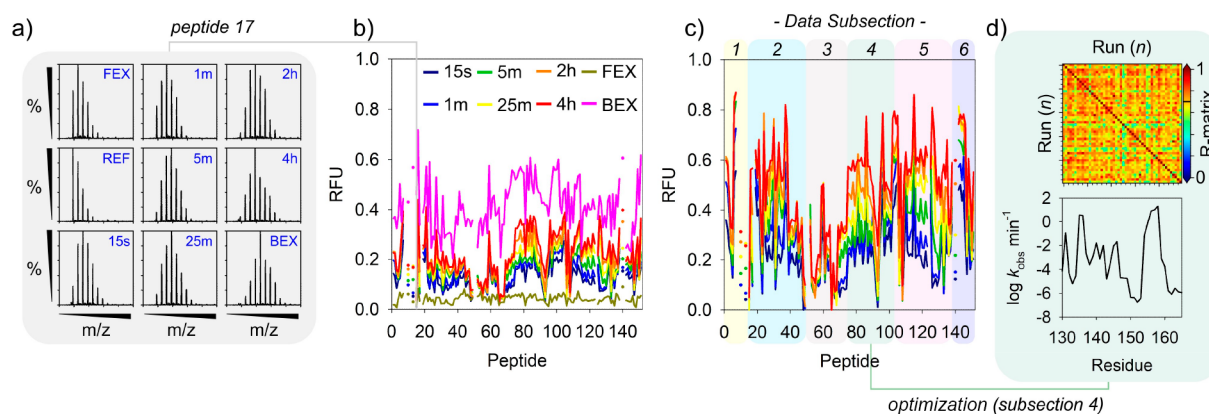 a)
peptide 17
FEX
1m
2h
%
REF
5m
4h
15s
25m
BEX
%
m/z
m/z
m/z
b)
1.0
0.8
0.6
0.4
0.2
0.0
RFU
15s
5m
2h
FEX
1m
25m
4h
BEX
0
20
40
60
80
100
120
140
Peptide
c)
- Data Subsection -
1
2
3
4
5
6
1.0
0.8
0.6
0.4
0.2
0.0
RFU
0
20
40
60
80
100
120
140
Peptide
optimization (subsection 4)
d)
Run (n)
Run (n)
1
0
R-matrix
2
0
-2
-4
-6
-8
log kobs min-1
130
140
150
160
Residue